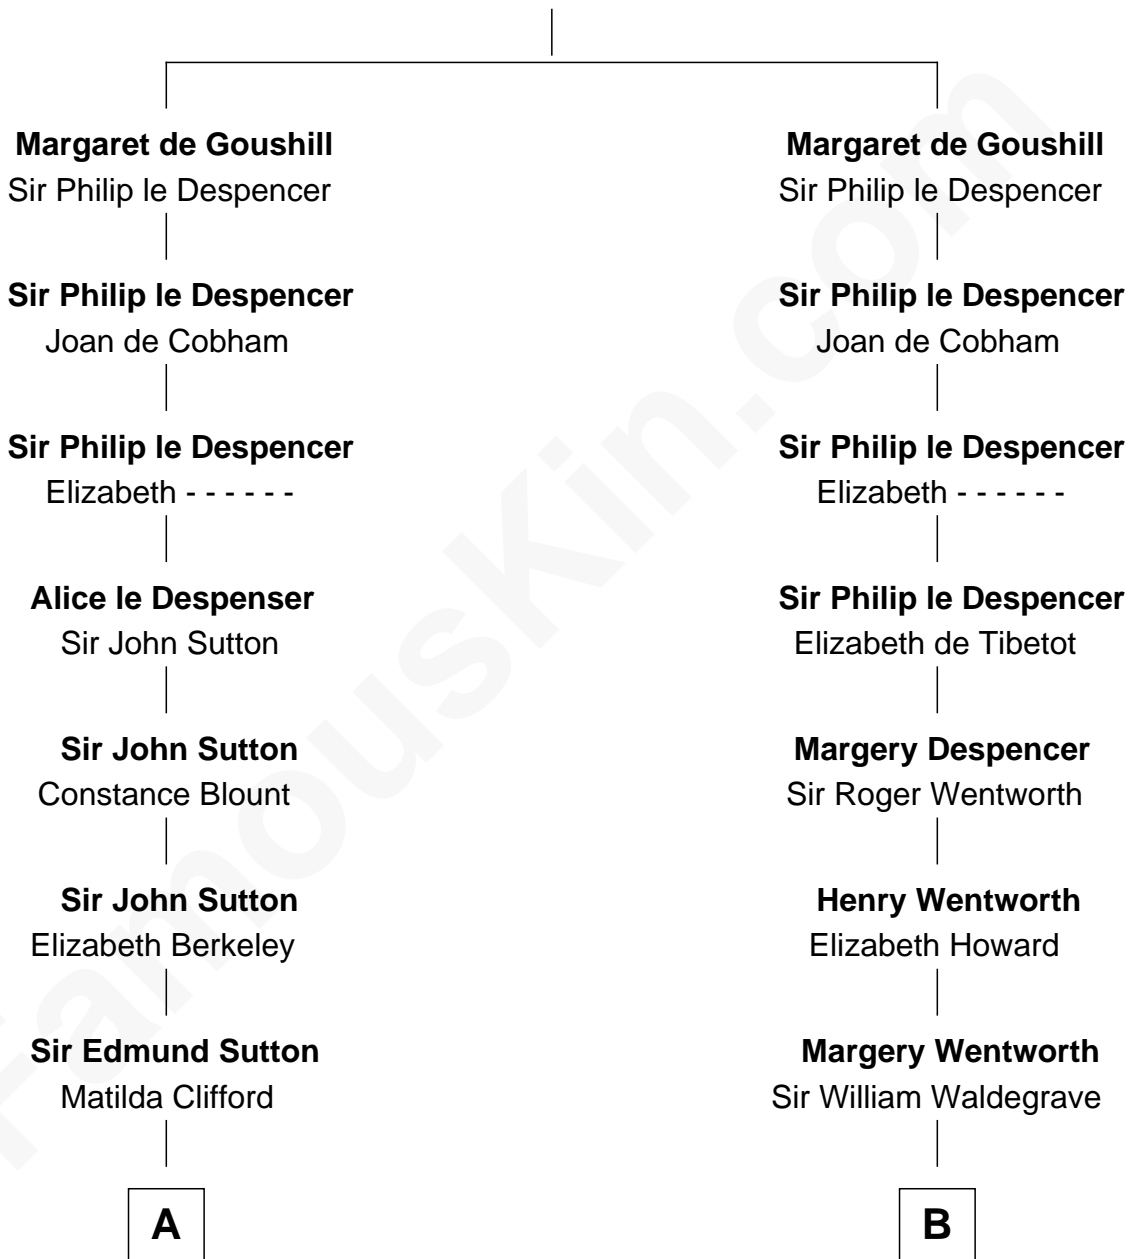 Margaret de Goushill
Sir Philip le Despencer
Sir Philip le Despencer
Joan de Cobham
Sir Philip le Despencer
Elizabeth - - - - - -
Alice le Despenser
Sir John Sutton
Sir John Sutton
Constance Blount
Sir John Sutton
Elizabeth Berkeley
Sir Edmund Sutton
Matilda Clifford
A
Margaret de Goushill
Sir Philip le Despencer
Sir Philip le Despencer
Joan de Cobham
Sir Philip le Despencer
Elizabeth - - - - - -
Sir Philip le Despencer
Elizabeth de Tibetot
Margery Despencer
Sir Roger Wentworth
Henry Wentworth
Elizabeth Howard
Margery Wentworth
Sir William Waldegrave
B
FamousKin.com